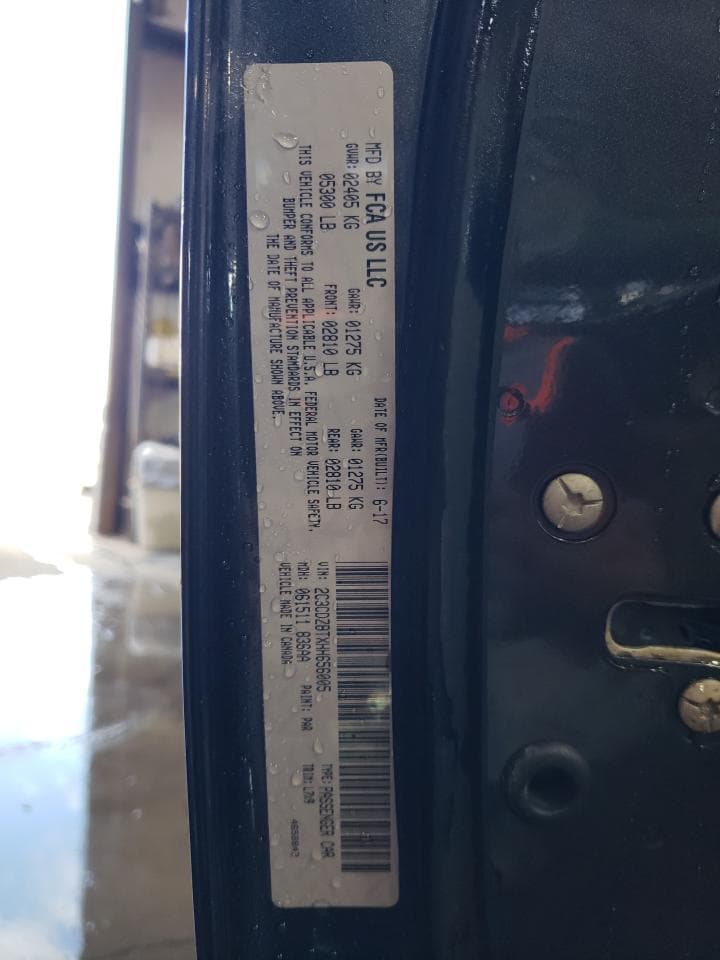 MFD BY FCA US LLC
DATE OF MFR(BUILT): 6-17
GVWR: 02405 KG
GAWR: 01275 KG
GAWR: 01275 KG
05300 LB
FRONT: 02810 LB
REAR: 02810 LB
THIS VEHICLE CONFORMS TO ALL APPLICABLE U.S.A. FEDERAL MOTOR VEHICLE SAFETY,
BUMPER AND THEFT PREVENTION STANDARDS IN EFFECT ON
THE DATE OF MANUFACTURE SHOWN ABOVE.
VIN: 2C3CDZBTXHH656005
TYPE: PASSENGER CAR
MDH: 061511 836AA
PAINT: PAR
TRIM: L7X9
VEHICLE MADE IN CANADA